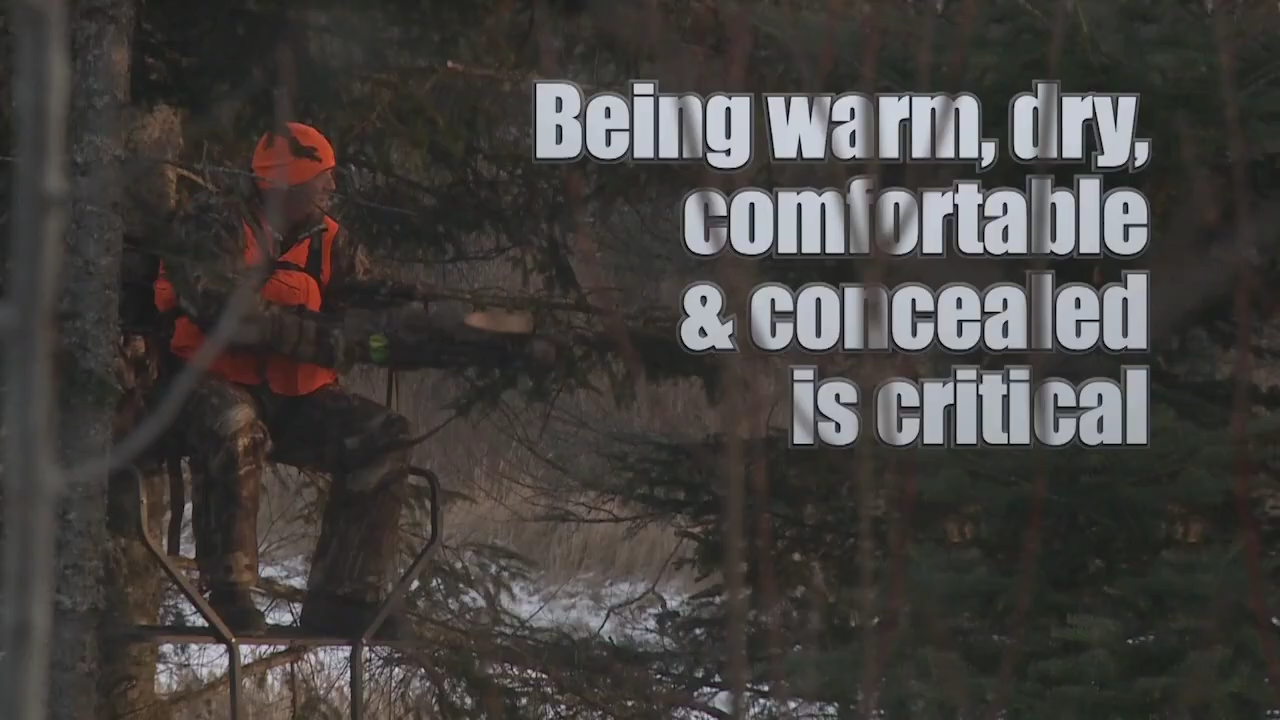 Being warm, dry,
comfortable
& concealed
is critical